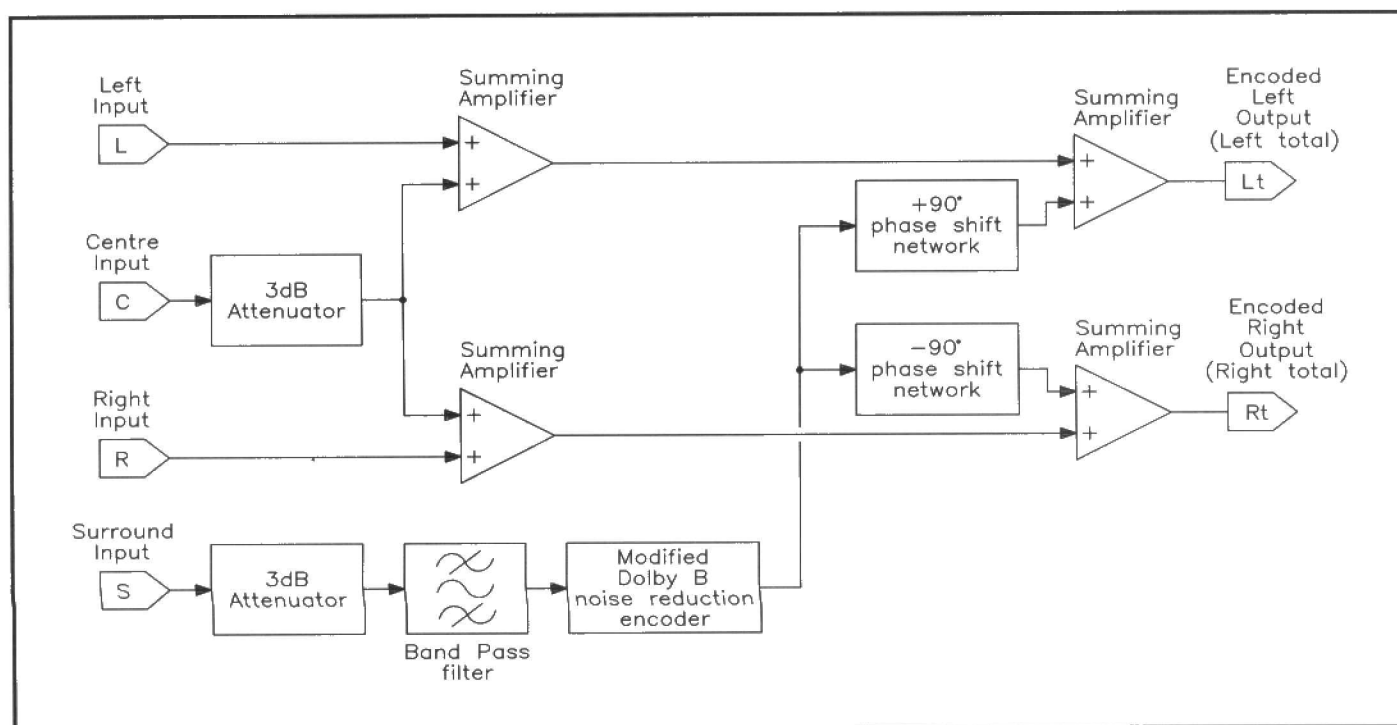 Left
Input
L
Summing
Amplifier
+
+
Summing
Amplifier
+
+
Encoded
Left
Output
(Left total)
Lt
+90°
phase shift
network
Centre
Input
C
3dB
Attenuator
Summing
Amplifier
+
+
-90°
phase shift
network
Summing
Amplifier
+
+
Encoded
Right
Output
(Right total)
Rt
Right
Input
R
Surround
Input
S
3dB
Attenuator
Band Pass
filter
Modified
Dolby B
noise reduction
encoder